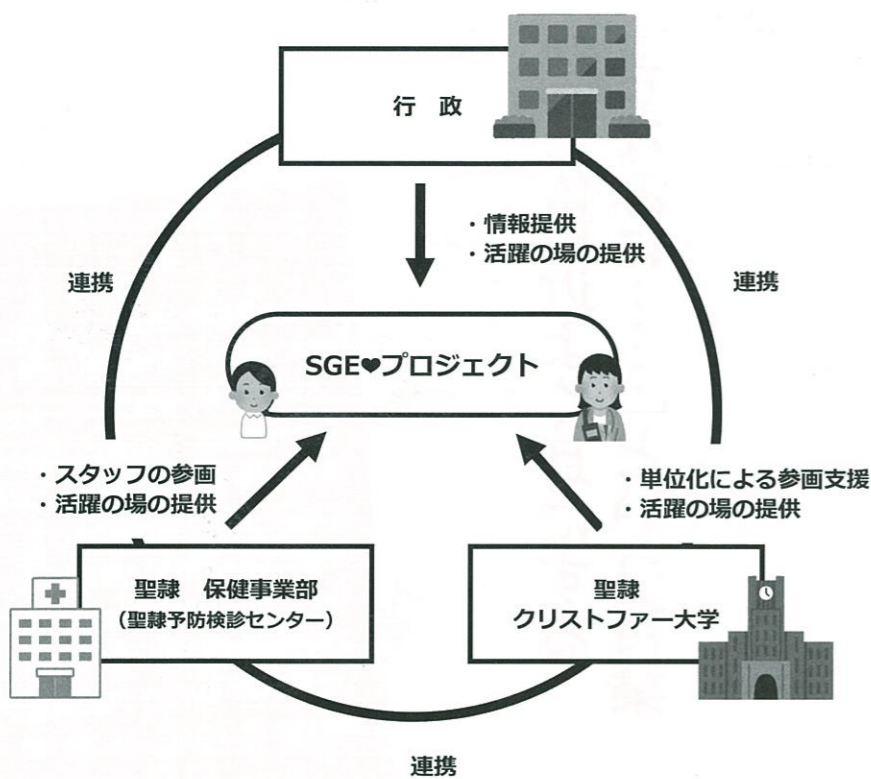 行 政
・情報提供
・活躍の場の提供
連携
連携
SGE♥プロジェクト
・スタッフの参画
・活躍の場の提供
・単位化による参画支援
・活躍の場の提供
聖隷 保健事業部
（聖隷予防検診センター）
聖隷
クリストファー大学
連携